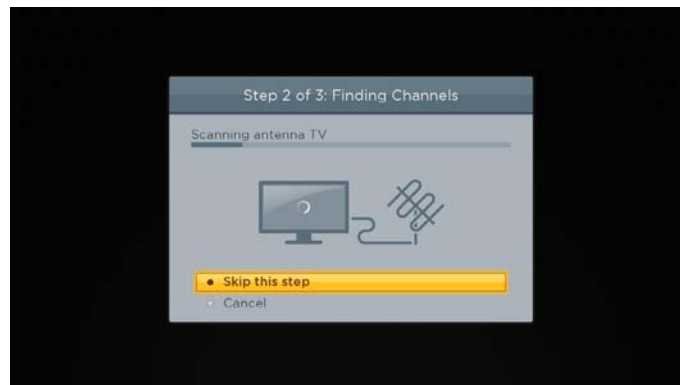 Step 2 of 3: Finding Channels
Scanning antenna TV
Skip this step
Cancel